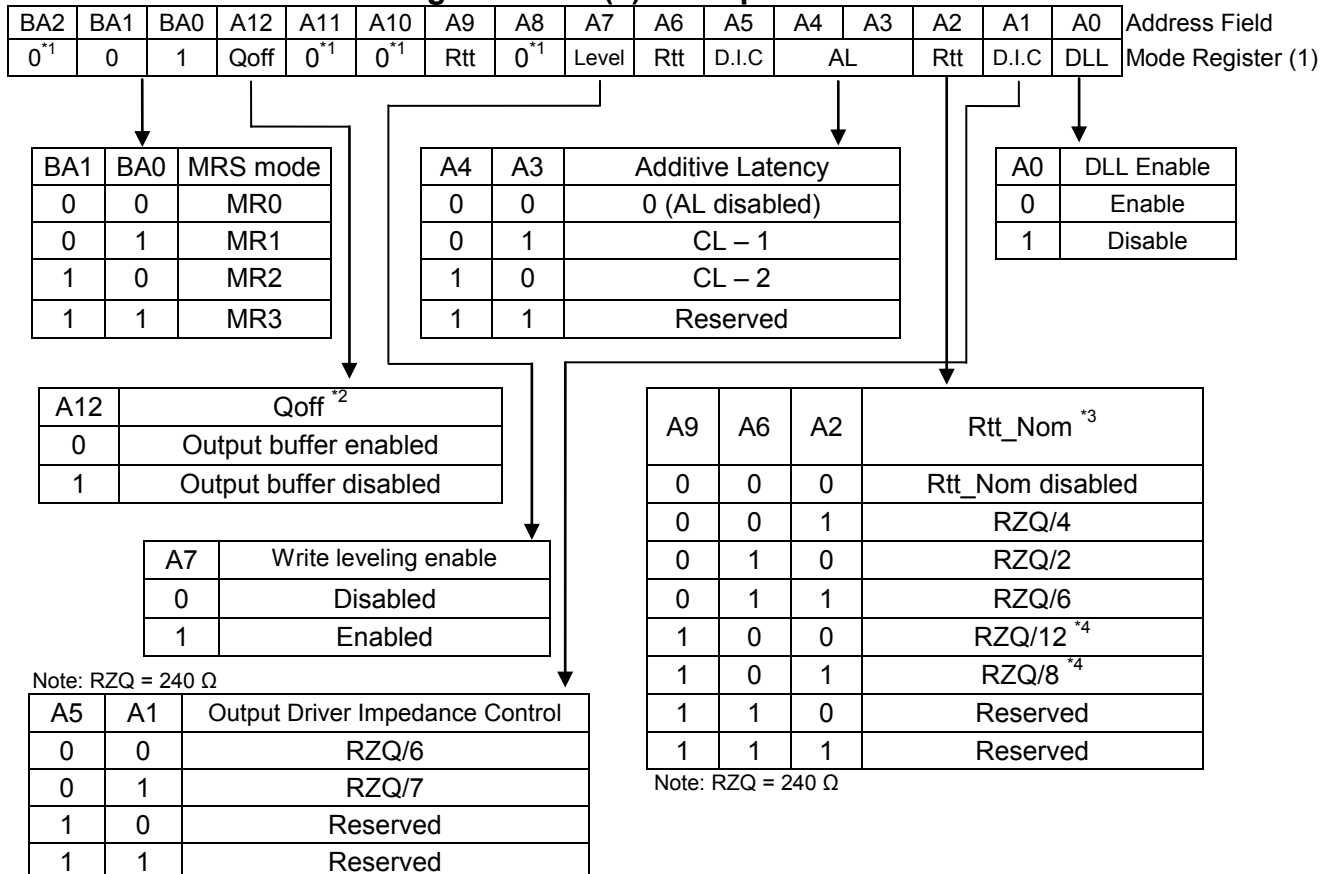 BA2 BA1 BA0 A12 A11 A10 A9 A8 A7 A6 A5 A4 A3 A2 A1 A0 Address Field
0*1 0 1 Qoff 0*1 0*1 Rtt 0*1 Level Rtt D.I.C AL Rtt D.I.C DLL Mode Register (1)
BA1 BA0 MRS mode
0 0 MR0
0 1 MR1
1 0 MR2
1 1 MR3
A4 A3 Additive Latency
0 0 0 (AL disabled)
0 1 CL – 1
1 0 CL – 2
1 1 Reserved
A0 DLL Enable
0 Enable
1 Disable
A12 Qoff *2
0 Output buffer enabled
1 Output buffer disabled
A9 A6 A2 Rtt_Nom *3
0 0 0 Rtt_Nom disabled
0 0 1 RZQ/4
0 1 0 RZQ/2
0 1 1 RZQ/6
1 0 0 RZQ/12 *4
1 0 1 RZQ/8 *4
1 1 0 Reserved
1 1 1 Reserved
Note: RZQ = 240 Ω
A7 Write leveling enable
0 Disabled
1 Enabled
Note: RZQ = 240 Ω
A5 A1 Output Driver Impedance Control
0 0 RZQ/6
0 1 RZQ/7
1 0 Reserved
1 1 Reserved